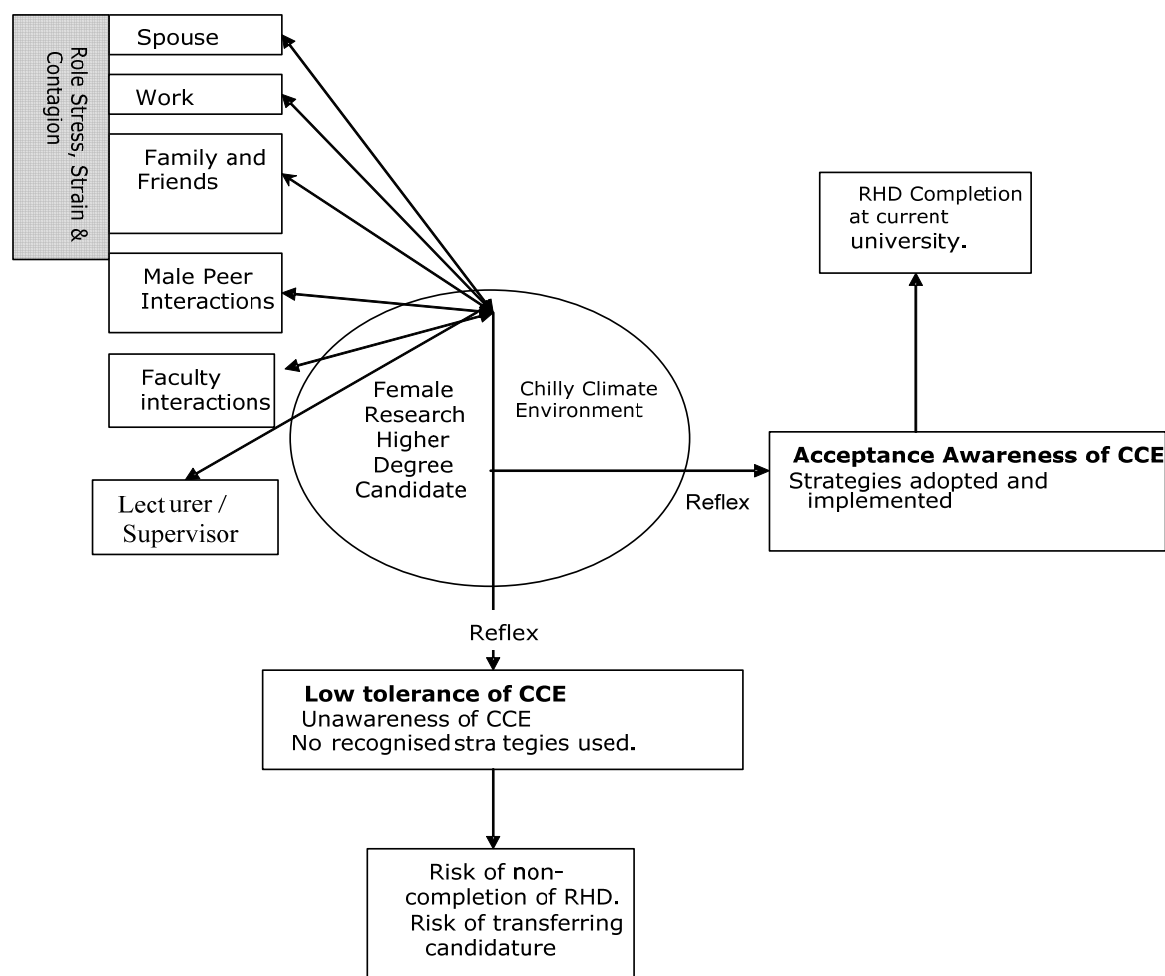 Role Stress, Strain &
Contagion
Spouse
Work
Family and
Friends
Male Peer
Interactions
Faculty
interactions
Lecturer /
Supervisor
Female
Research
Higher
Degree
Candidate
Chilly Climate
Environment
RHD Completion
at current
university.
Acceptance Awareness of CCE
Strategies adopted and
implemented
Reflex
Reflex
Low tolerance of CCE
Unawareness of CCE
No recognised strategies used.
Risk of non-
completion of RHD.
Risk of transferring
candidature